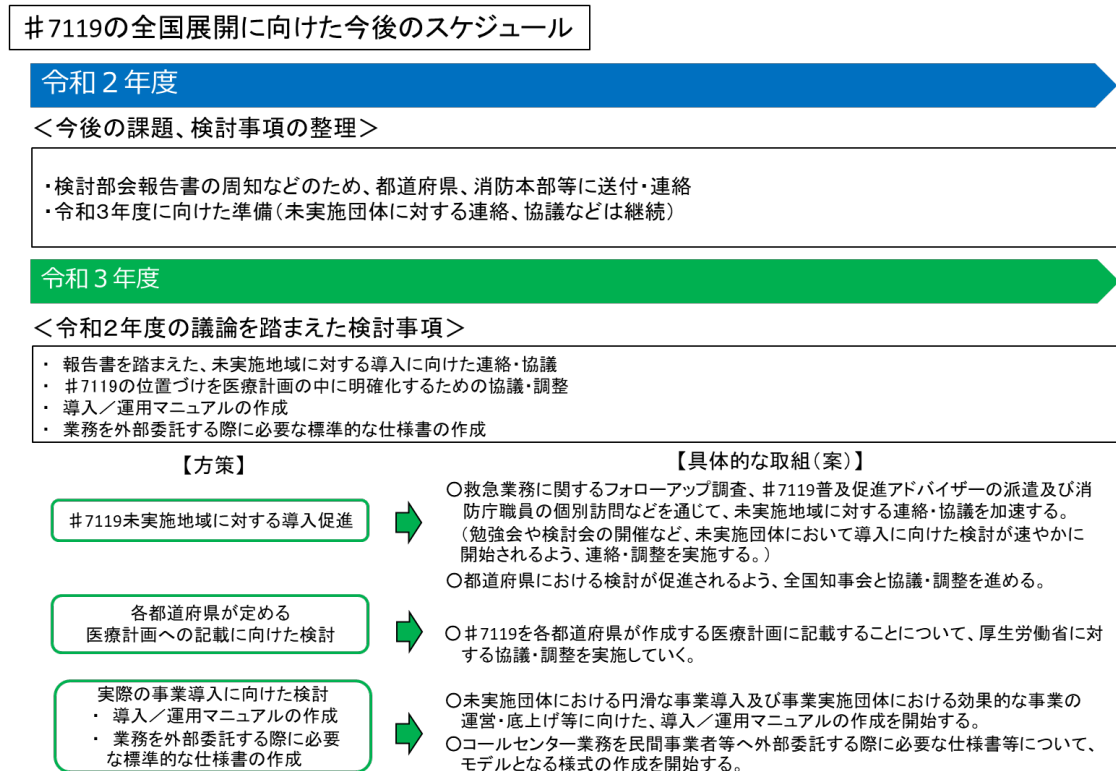 ＃7119の全国展開に向けた今後のスケジュール
令和２年度
＜今後の課題、検討事項の整理＞
・検討部会報告書の周知などのため、都道府県、消防本部等に送付・連絡
・令和３年度に向けた準備（未実施団体に対する連絡、協議などは継続）
令和３年度
＜令和２年度の議論を踏まえた検討事項＞
・ 報告書を踏まえた、未実施地域に対する導入に向けた連絡・協議
・ ＃7119の位置づけを医療計画の中に明確化するための協議・調整
・ 導入／運用マニュアルの作成
・ 業務を外部委託する際に必要な標準的な仕様書の作成
【方策】
【具体的な取組（案）】
＃7119未実施地域に対する導入促進
〇救急業務に関するフォローアップ調査、＃7119普及促進アドバイザーの派遣及び消
防庁職員の個別訪問などを通じて、未実施地域に対する連絡・協議を加速する。
（勉強会や検討会の開催など、未実施団体において導入に向けた検討が速やかに
開始されるよう、連絡・調整を実施する。）
〇都道府県における検討が促進されるよう、全国知事会と協議・調整を進める。
各都道府県が定める
医療計画への記載に向けた検討
〇＃7119を各都道府県が作成する医療計画に記載することについて、厚生労働省に対
する協議・調整を実施していく。
実際の事業導入に向けた検討
・ 導入／運用マニュアルの作成
・ 業務を外部委託する際に必要
な標準的な仕様書の作成
〇未実施団体における円滑な事業導入及び事業実施団体における効果的な事業の
運営・底上げ等に向けた、導入／運用マニュアルの作成を開始する。
〇コールセンター業務を民間事業者等へ外部委託する際に必要な仕様書等について、
モデルとなる様式の作成を開始する。